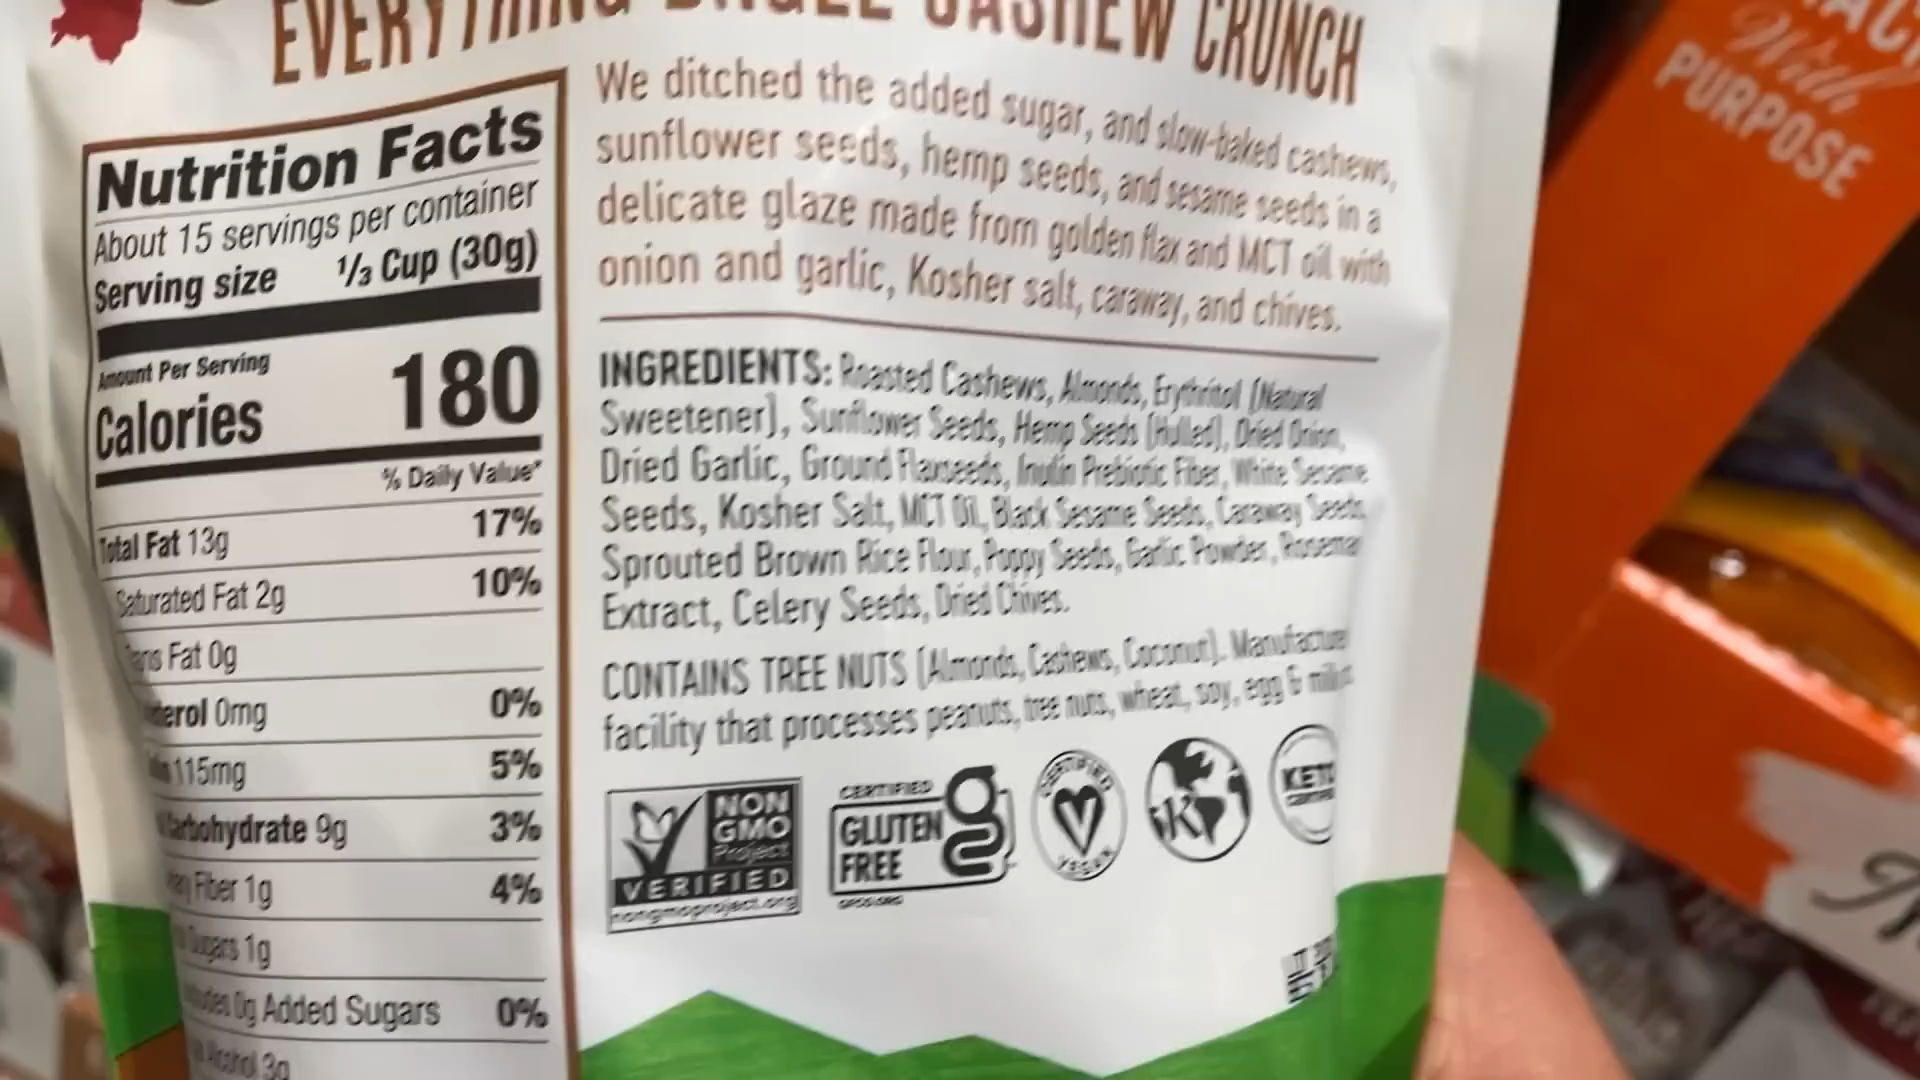 EVERYTHING BAGEL CASHEW CRUNCH
Nutrition Facts
About 15 servings per container
Serving size 1/3 Cup (30g)
Amount Per Serving
Calories 180
% Daily Value*
Total Fat 13g 17%
Saturated Fat 2g 10%
Fat 0g
0mg 0%
115mg 5%
9g 3%
Fiber 1g 4%
Sugars 1g
0g Added Sugars 0%
Alcohol 3g
We ditched the added sugar, and slow-baked cashews,
sunflower seeds, hemp seeds, and sesame seeds in a
delicate glaze made from golden flax and MCT oil with
onion and garlic, Kosher salt, caraway, and chives.
INGREDIENTS: Roasted Cashews, Almonds, Erythritol (Natural
Sweetener), Sunflower Seeds, Hemp Seeds (Hulled), Dried Onion,
Dried Garlic, Ground Flaxseeds, Inulin Prebiotic Fiber, White Sesame
Seeds, Kosher Salt, MCT Oil, Black Sesame Seeds, Caraway Seeds,
Sprouted Brown Rice Flour, Poppy Seeds, Garlic Powder,
Extract, Celery Seeds, Dried Chives.
CONTAINS TREE NUTS (Almonds, Cashews, Coconut).
facility that processes peanuts, tree nuts, wheat, soy, egg & milk
NON
GMO
Project
VERIFIED
nongmoproject.org
CERTIFIED
GLUTEN
FREE
CERTIFIED
VEGAN
K
With
PURPOSE